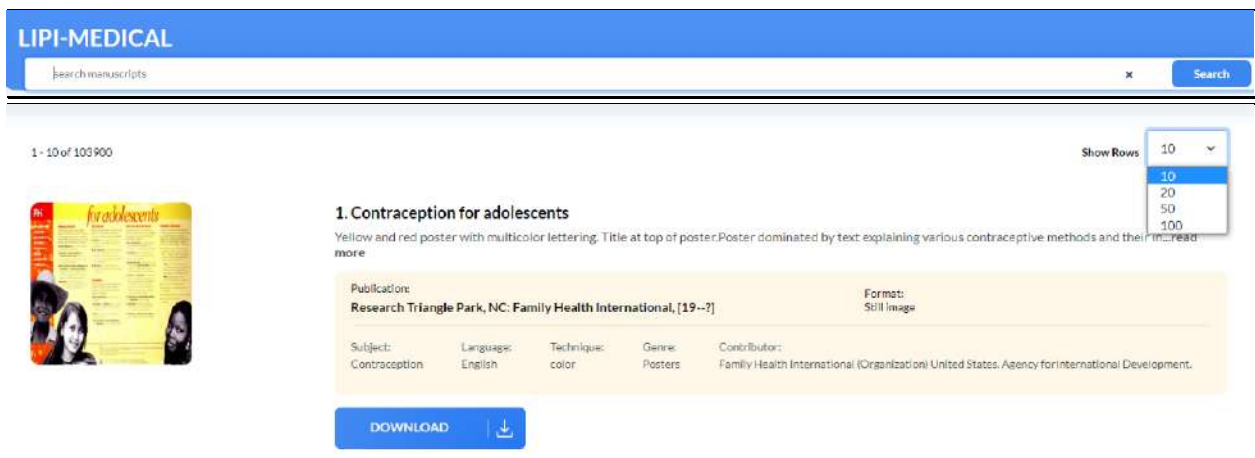 LIPI-MEDICAL
search manuscripts × Search
1 - 10 of 103900
Show Rows 10
10
20
50
100
for adolescents
1. Contraception for adolescents
Yellow and red poster with multicolor lettering. Title at top of poster.Poster dominated by text explaining various contraceptive methods and their in...read
more
Publication:
Research Triangle Park, NC: Family Health International, [19--?]
Format:
Still image
Subject: Language: Technique: Genre: Contributor:
Contraception English color Posters Family Health International (Organization) United States. Agency for International Development.
DOWNLOAD